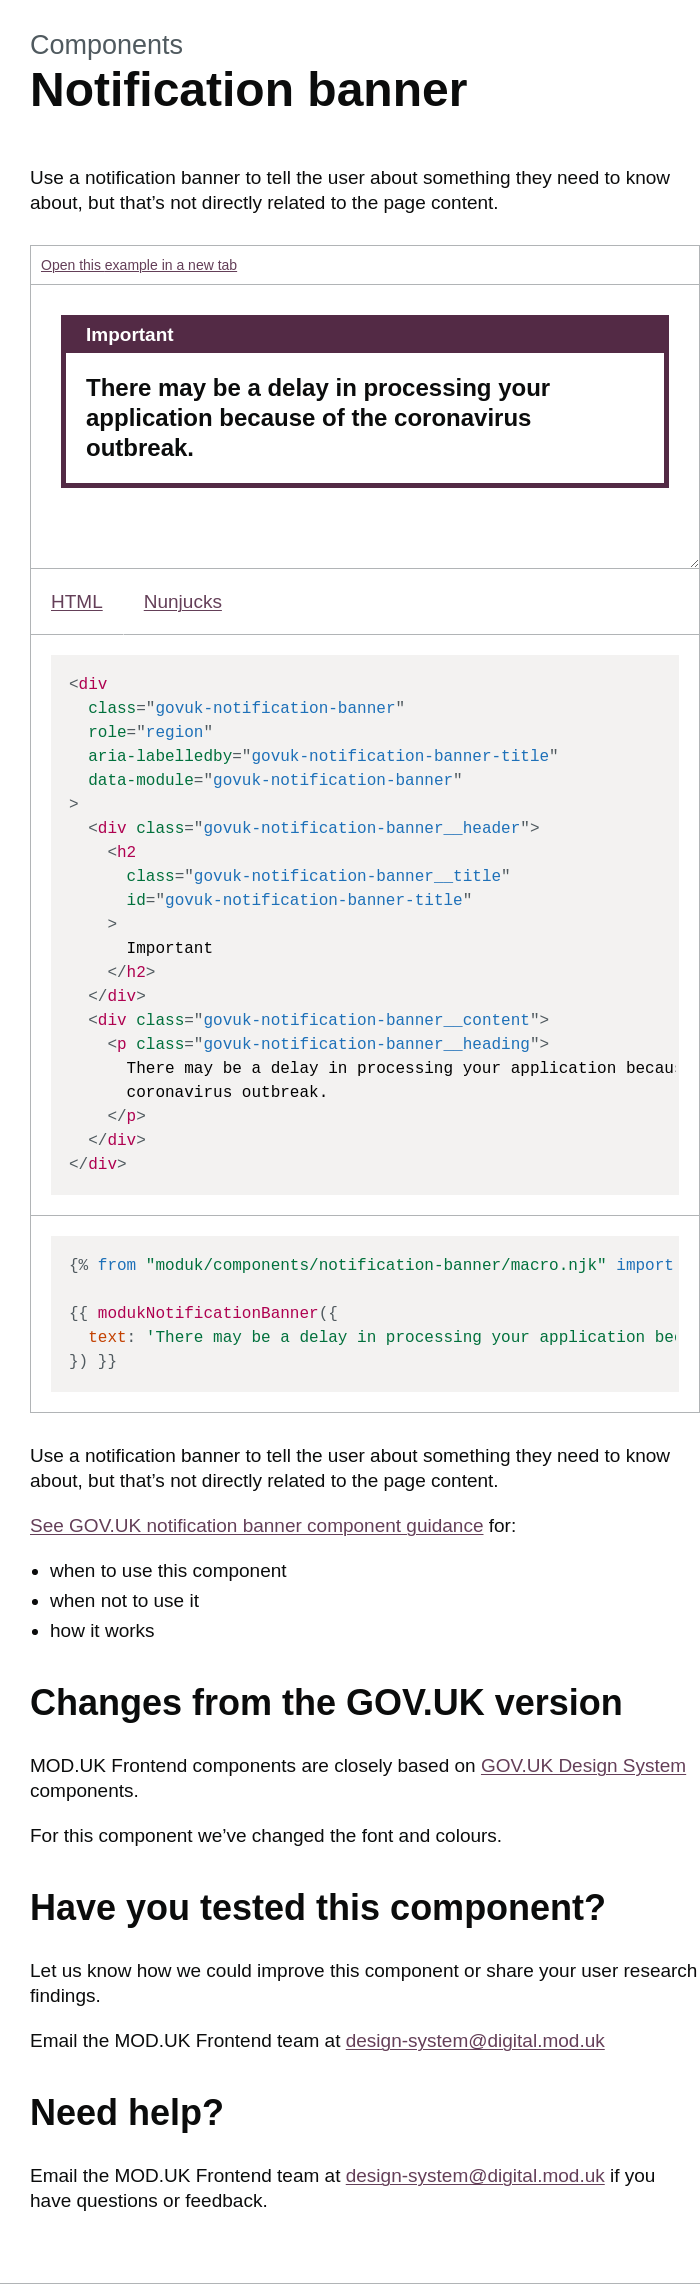 Components
Notification banner
Use a notification banner to tell the user about something they need to know
about, but that’s not directly related to the page content.
Open this example in a new tab
Important
There may be a delay in processing your
application because of the coronavirus
outbreak.
HTML Nunjucks
<div
  class="govuk-notification-banner"
  role="region"
  aria-labelledby="govuk-notification-banner-title"
  data-module="govuk-notification-banner"
>
  <div class="govuk-notification-banner__header">
    <h2
      class="govuk-notification-banner__title"
      id="govuk-notification-banner-title"
    >
      Important
    </h2>
  </div>
  <div class="govuk-notification-banner__content">
    <p class="govuk-notification-banner__heading">
      There may be a delay in processing your application
      coronavirus outbreak.
    </p>
  </div>
</div>
{% from "moduk/components/notification-banner/macro.njk" import
{{ modukNotificationBanner({
  text: 'There may be a delay in processing your application
}) }}
Use a notification banner to tell the user about something they need to know
about, but that’s not directly related to the page content.
See GOV.UK notification banner component guidance for:
• when to use this component
• when not to use it
• how it works
Changes from the GOV.UK version
MOD.UK Frontend components are closely based on GOV.UK Design System
components.
For this component we’ve changed the font and colours.
Have you tested this component?
Let us know how we could improve this component or share your user research
findings.
Email the MOD.UK Frontend team at design-system@digital.mod.uk
Need help?
Email the MOD.UK Frontend team at design-system@digital.mod.uk if you
have questions or feedback.